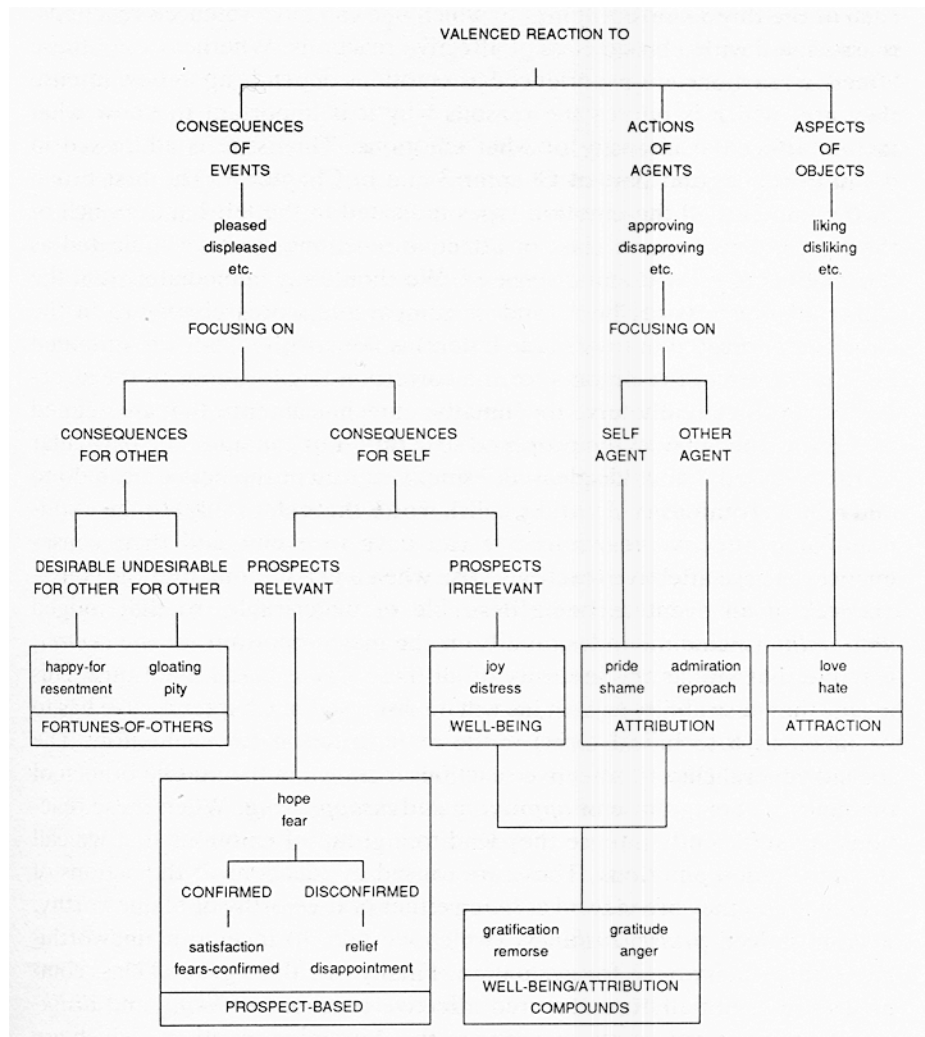 VALENCED REACTION TO
CONSEQUENCES
OF
EVENTS
ACTIONS
OF
AGENTS
ASPECTS
OF
OBJECTS
pleased
displeased
etc.
approving
disapproving
etc.
liking
disliking
etc.
FOCUSING ON
FOCUSING ON
CONSEQUENCES
FOR OTHER
CONSEQUENCES
FOR SELF
SELF
AGENT
OTHER
AGENT
DESIRABLE
FOR OTHER
UNDESIRABLE
FOR OTHER
PROSPECTS
RELEVANT
PROSPECTS
IRRELEVANT
happy-for
resentment
gloating
pity
FORTUNES-OF-OTHERS
joy
distress
WELL-BEING
pride
shame
admiration
reproach
ATTRIBUTION
love
hate
ATTRACTION
hope
fear
CONFIRMED
DISCONFIRMED
satisfaction
fears-confirmed
relief
disappointment
PROSPECT-BASED
gratification
remorse
gratitude
anger
WELL-BEING/ATTRIBUTION
COMPOUNDS